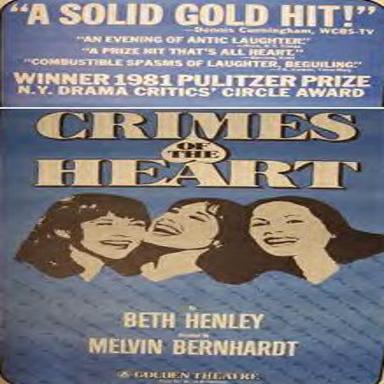 "A SOLID GOLD HIT!"
—Dennis Cunningham, WCBS-TV
"AN EVENING OF ANTIC LAUGHTER"
"A PRIZE HIT THAT'S ALL HEART."
"COMBUSTIBLE SPASMS OF LAUGHTER, BEGUILING."
WINNER 1981 PULITZER PRIZE
N.Y. DRAMA CRITICS' CIRCLE AWARD
CRIMES
OF
THE
HEART
by
BETH HENLEY
MELVIN BERNHARDT
GOLDEN THEATRE